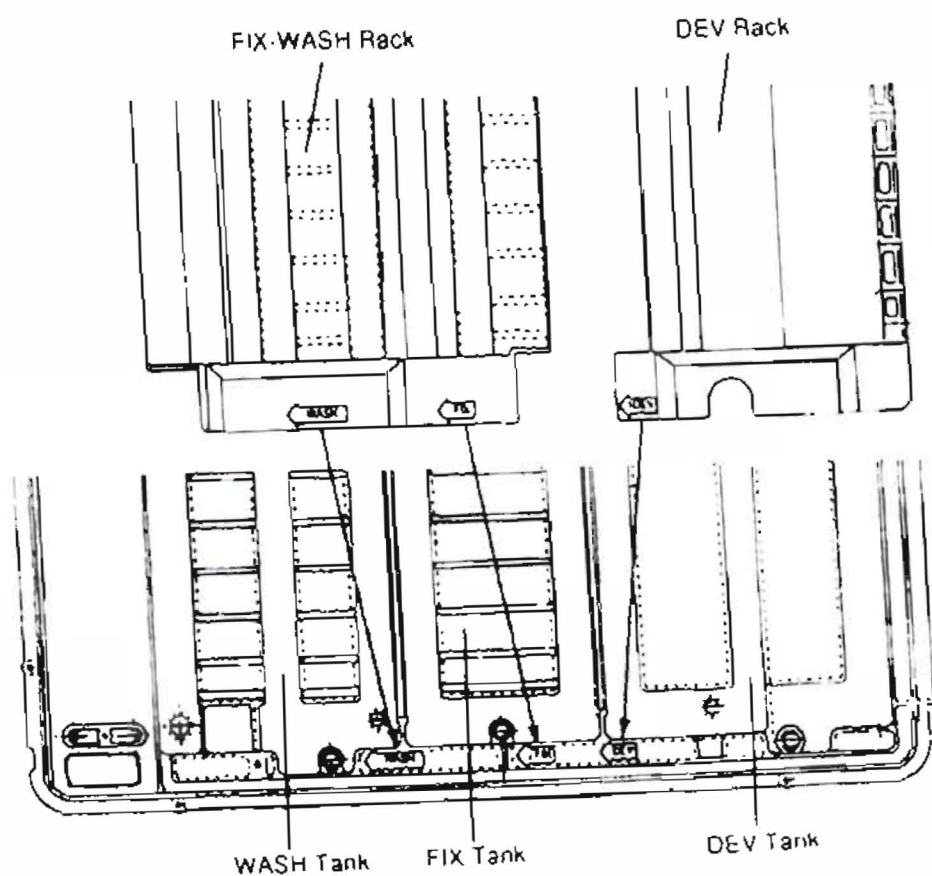 FIX-WASH Rack
DEV Rack
WASH
FIX
DEV
WASH
FIX
DEV
WASH Tank
FIX Tank
DEV Tank